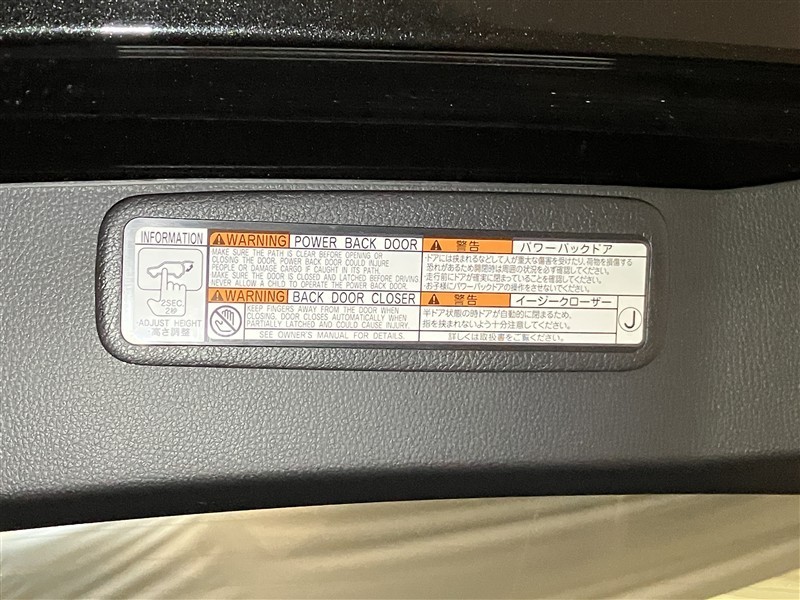 INFORMATION
2SEC.
2秒
ADJUST HEIGHT
高さ調整
WARNING POWER BACK DOOR
MAKE SURE THE PATH IS CLEAR BEFORE OPENING OR
CLOSING THE DOOR. POWER BACK DOOR COULD INJURE
PEOPLE OR DAMAGE CARGO IF CAUGHT IN ITS PATH.
MAKE SURE THE DOOR IS CLOSED AND LATCHED BEFORE DRIVING.
NEVER ALLOW A CHILD TO OPERATE THE POWER BACK DOOR.
WARNING BACK DOOR CLOSER
KEEP FINGERS AWAY FROM THE DOOR WHEN
CLOSING. DOOR CLOSES AUTOMATICALLY WHEN
PARTIALLY LATCHED AND COULD CAUSE INJURY.
SEE OWNER'S MANUAL FOR DETAILS.
警告 パワーバックドア
・ドアには挟まれるなどして人が重大な傷害を受けたり、荷物を損傷する
恐れがあるため開閉時は周囲の状況を必ず確認してください。
・走行前にドアが確実に閉まっていることを確認してください。
・お子様にパワーバックドアの操作をさせないでください。
警告 イージークローザー
半ドア状態の時ドアが自動的に閉まるため、
指を挟まれないよう十分注意してください。
詳しくは取扱書をご覧ください。
J